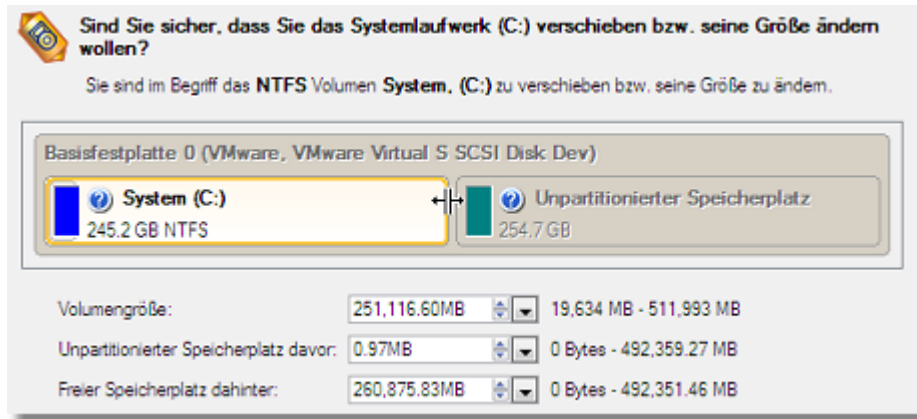 Sind Sie sicher, dass Sie das Systemlaufwerk (C:) verschieben bzw. seine Größe ändern
wollen?
Sie sind im Begriff das NTFS Volumen System, (C:) zu verschieben bzw. seine Größe zu ändern.
Basisfestplatte 0 (VMware, VMware Virtual S SCSI Disk Dev)
System (C:)
245.2 GB NTFS
Unpartitionierter Speicherplatz
254.7 GB
Volumengröße: 251,116.60MB 19,634 MB - 511,993 MB
Unpartitionierter Speicherplatz davor: 0.97MB 0 Bytes - 492,359.27 MB
Freier Speicherplatz dahinter: 260,875.83MB 0 Bytes - 492,351.46 MB